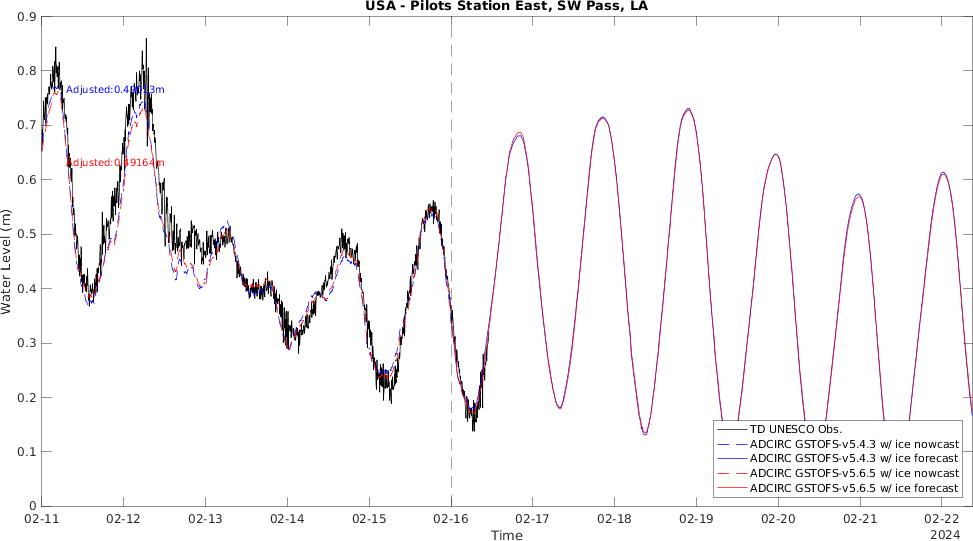 USA - Pilots Station East, SW Pass, LA
0.9
0.8
0.7
0.6
0.5
0.4
0.3
0.2
0.1
0
Water Level (m)
Adjusted:0.49164m
TD UNESCO Obs.
ADCIRC GSTOFS-v5.4.3 w/ ice nowcast
ADCIRC GSTOFS-v5.4.3 w/ ice forecast
ADCIRC GSTOFS-v5.6.5 w/ ice nowcast
ADCIRC GSTOFS-v5.6.5 w/ ice forecast
02-11 02-12 02-13 02-14 02-15 02-16 02-17 02-18 02-19 02-20 02-21 02-22
Time
2024